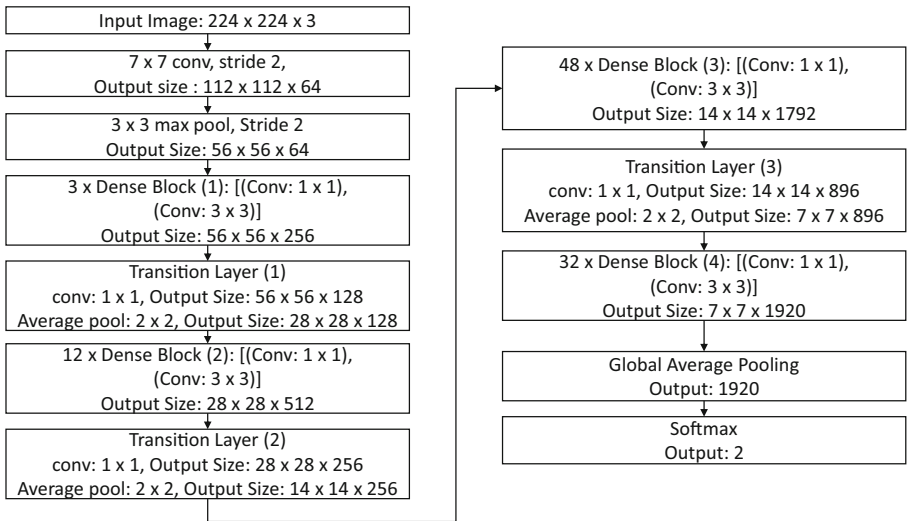 Input Image: 224 x 224 x 3
7 x 7 conv, stride 2,
Output size : 112 x 112 x 64
3 x 3 max pool, Stride 2
Output Size: 56 x 56 x 64
3 x Dense Block (1): [(Conv: 1 x 1),
(Conv: 3 x 3)]
Output Size: 56 x 56 x 256
Transition Layer (1)
conv: 1 x 1, Output Size: 56 x 56 x 128
Average pool: 2 x 2, Output Size: 28 x 28 x 128
12 x Dense Block (2): [(Conv: 1 x 1),
(Conv: 3 x 3)]
Output Size: 28 x 28 x 512
Transition Layer (2)
conv: 1 x 1, Output Size: 28 x 28 x 256
Average pool: 2 x 2, Output Size: 14 x 14 x 256
48 x Dense Block (3): [(Conv: 1 x 1),
(Conv: 3 x 3)]
Output Size: 14 x 14 x 1792
Transition Layer (3)
conv: 1 x 1, Output Size: 14 x 14 x 896
Average pool: 2 x 2, Output Size: 7 x 7 x 896
32 x Dense Block (4): [(Conv: 1 x 1),
(Conv: 3 x 3)]
Output Size: 7 x 7 x 1920
Global Average Pooling
Output: 1920
Softmax
Output: 2